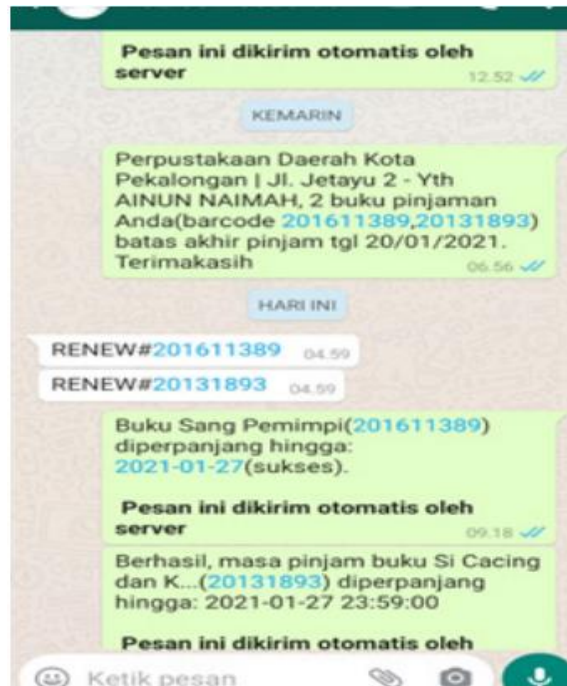 Pesan ini dikirim otomatis oleh
server 12.52
KEMARIN
Perpustakaan Daerah Kota
Pekalongan | Jl. Jetayu 2 - Yth
AINUN NAIMAH, 2 buku pinjaman
Anda(barcode 201611389,20131893)
batas akhir pinjam tgl 20/01/2021.
Terimakasih 06.56
HARI INI
RENEW#201611389 04.59
RENEW#20131893 04.59
Buku Sang Pemimpi(201611389)
diperpanjang hingga:
2021-01-27(sukses).
Pesan ini dikirim otomatis oleh
server 09.18
Berhasil, masa pinjam buku Si Cacing
dan K...(20131893) diperpanjang
hingga: 2021-01-27 23:59:00
Pesan ini dikirim otomatis oleh
Ketik pesan